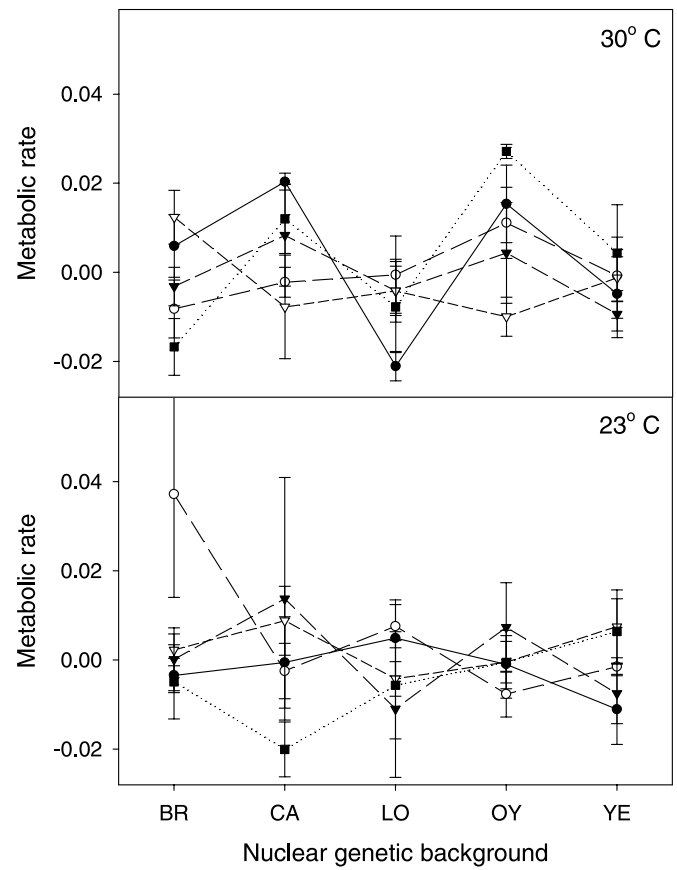 30° C
0.04
0.02
0.00
-0.02
Metabolic rate
23° C
0.04
0.02
0.00
-0.02
Metabolic rate
BR CA LO OY YE
Nuclear genetic background